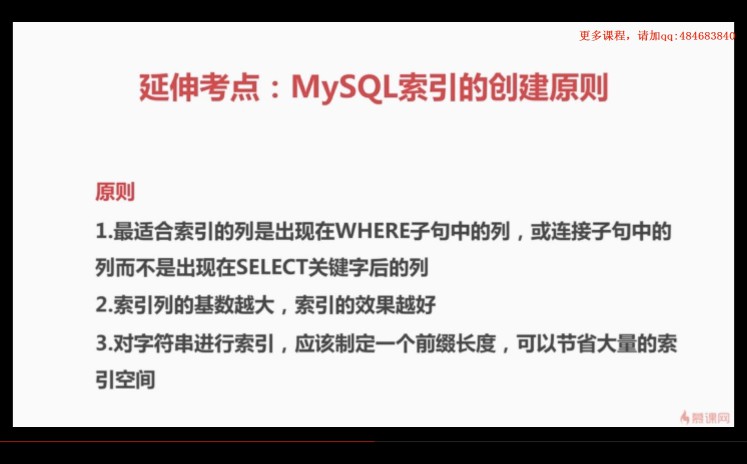 更多课程，请加qq:484683840
延伸考点：MySQL索引的创建原则
原则
1.最适合索引的列是出现在WHERE子句中的列，或连接子句中的
列而不是出现在SELECT关键字后的列
2.索引列的基数越大，索引的效果越好
3.对字符串进行索引，应该制定一个前缀长度，可以节省大量的索
引空间
慕课网